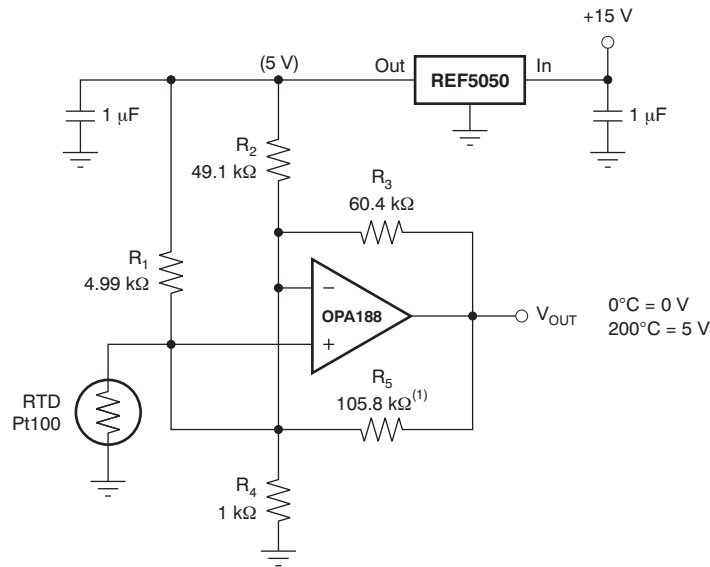 +15 V
(5 V)
Out
REF5050
In
1 μF
1 μF
R2
49.1 kΩ
R3
60.4 kΩ
R1
4.99 kΩ
−
OPA188
+
VOUT
0°C = 0 V
200°C = 5 V
RTD
Pt100
R5
105.8 kΩ(1)
R4
1 kΩ